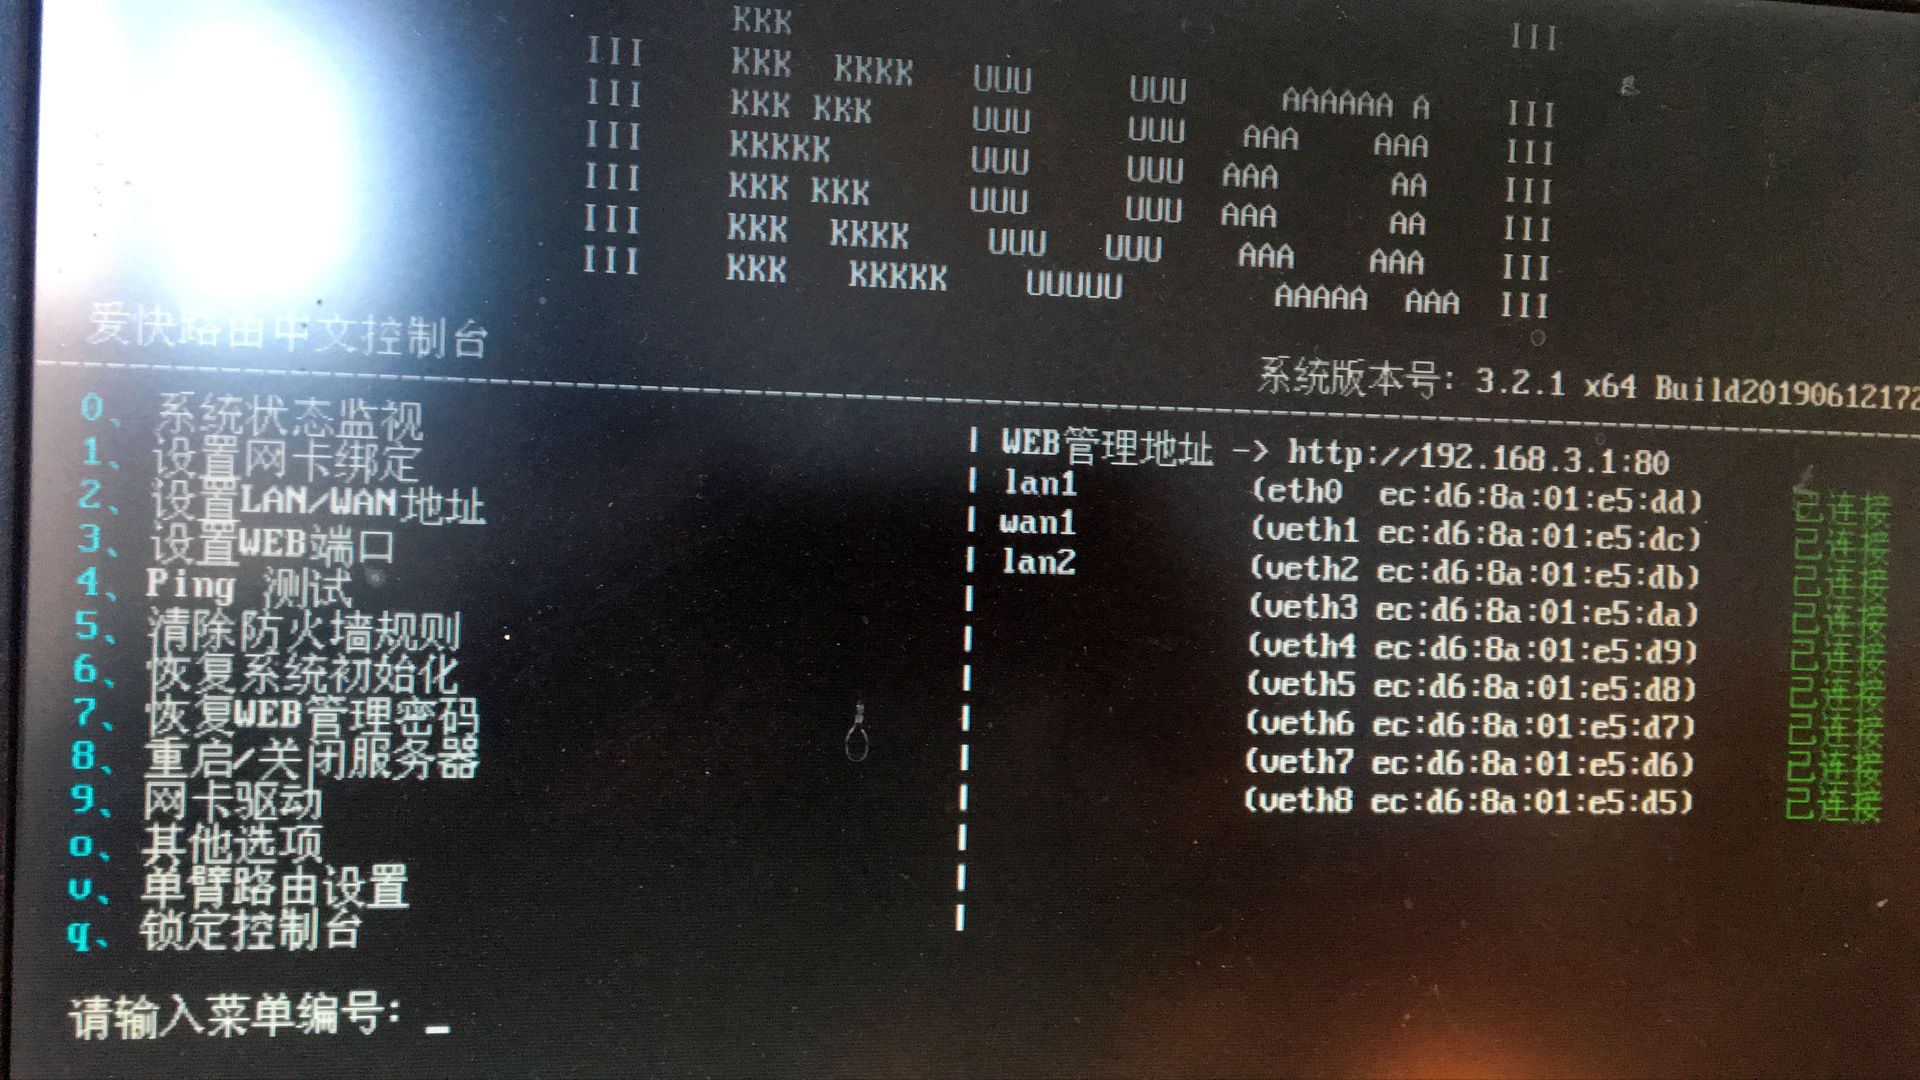 KKK III
III KKK KKKK UUU UUU AAAAAA A III
III KKK KKK UUU UUU AAA AAA III
III KKKKK UUU UUU AAA AA III
III KKK KKK UUU UUU AAA AA III
III KKK KKKK UUU UUU AAA AAA III
III KKK KKKKK UUUUU AAAAA AAA III
爱快路由中文控制台
系统版本号: 3.2.1 x64 Build2019061217
0、 系统状态监视
1、 设置网卡绑定
2、 设置LAN/WAN地址
3、 设置WEB端口
4、 Ping 测试
5、 清除防火墙规则
6、 恢复系统初始化
7、 恢复WEB管理密码
8、 重启/关闭服务器
9、 网卡驱动
o、 其他选项
v、 单臂路由设置
q、 锁定控制台
| WEB管理地址 -> http://192.168.3.1:80
| lan1 (eth0 ec:d6:8a:01:e5:dd) 已连接
| wan1 (veth1 ec:d6:8a:01:e5:dc) 已连接
| lan2 (veth2 ec:d6:8a:01:e5:db) 已连接
| (veth3 ec:d6:8a:01:e5:da) 已连接
| (veth4 ec:d6:8a:01:e5:d9) 已连接
| (veth5 ec:d6:8a:01:e5:d8) 已连接
| (veth6 ec:d6:8a:01:e5:d7) 已连接
| (veth7 ec:d6:8a:01:e5:d6) 已连接
| (veth8 ec:d6:8a:01:e5:d5) 已连接
请输入菜单编号: _